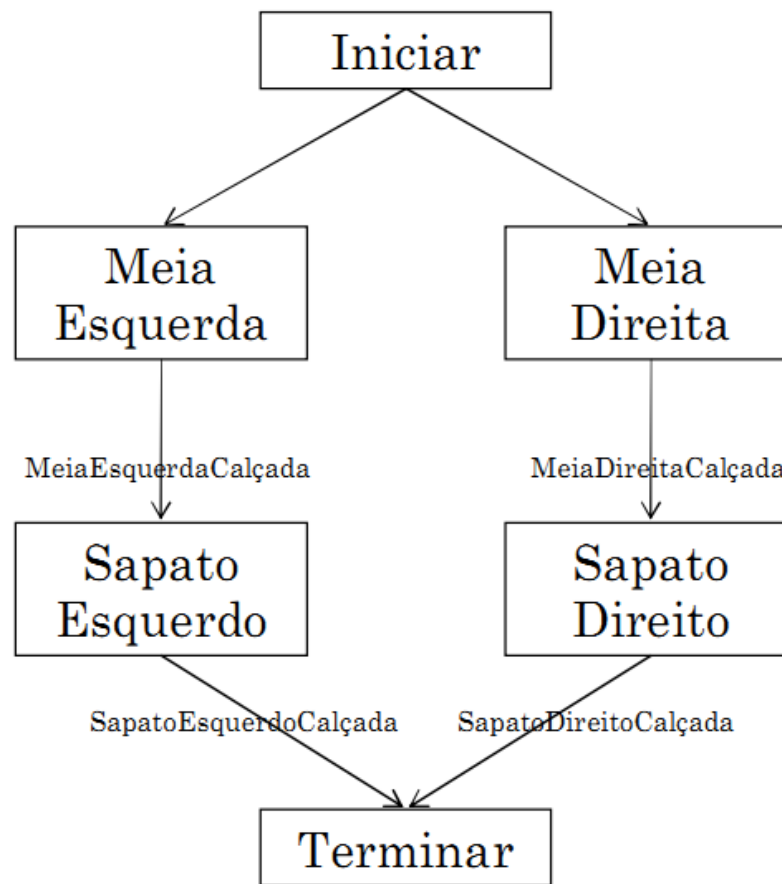 Iniciar
Meia
Esquerda
Meia
Direita
MeiaEsquerdaCalçada
MeiaDireitaCalçada
Sapato
Esquerdo
Sapato
Direito
SapatoEsquerdoCalçada
SapatoDireitoCalçada
Terminar